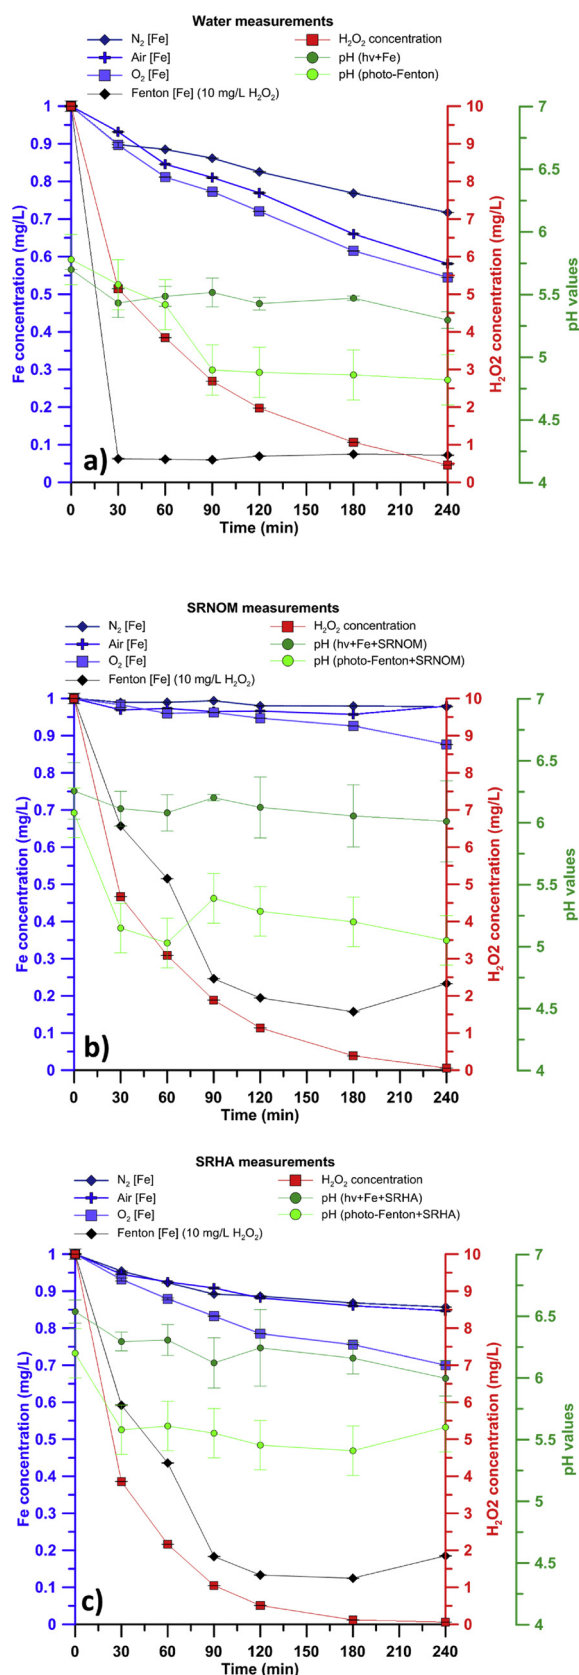 Water measurements
N₂ [Fe]
Air [Fe]
O₂ [Fe]
Fenton [Fe] (10 mg/L H₂O₂)
H₂O₂ concentration
pH (hv+Fe)
pH (photo-Fenton)
Fe concentration (mg/L)
1
0.9
0.8
0.7
0.6
0.5
0.4
0.3
0.2
0.1
0
a)
10
9
8
7
6
5
4
3
2
1
0
H₂O2 concentration (mg/L)
7
6.5
6
5.5
5
4.5
4
pH values
0 30 60 90 120 150 180 210 240
Time (min)
SRNOM measurements
N₂ [Fe]
Air [Fe]
O₂ [Fe]
Fenton [Fe] (10 mg/L H₂O₂)
H₂O₂ concentration
pH (hv+Fe+SRNOM)
pH (photo-Fenton+SRNOM)
Fe concentration (mg/L)
1
0.9
0.8
0.7
0.6
0.5
0.4
0.3
0.2
0.1
0
b)
10
9
8
7
6
5
4
3
2
1
0
H₂O2 concentration (mg/L)
7
6.5
6
5.5
5
4.5
4
pH values
0 30 60 90 120 150 180 210 240
Time (min)
SRHA measurements
N₂ [Fe]
Air [Fe]
O₂ [Fe]
Fenton [Fe] (10 mg/L H₂O₂)
H₂O₂ concentration
pH (hv+Fe+SRHA)
pH (photo-Fenton+SRHA)
Fe concentration (mg/L)
1
0.9
0.8
0.7
0.6
0.5
0.4
0.3
0.2
0.1
0
c)
10
9
8
7
6
5
4
3
2
1
0
H₂O2 concentration (mg/L)
7
6.5
6
5.5
5
4.5
4
pH values
0 30 60 90 120 150 180 210 240
Time (min)